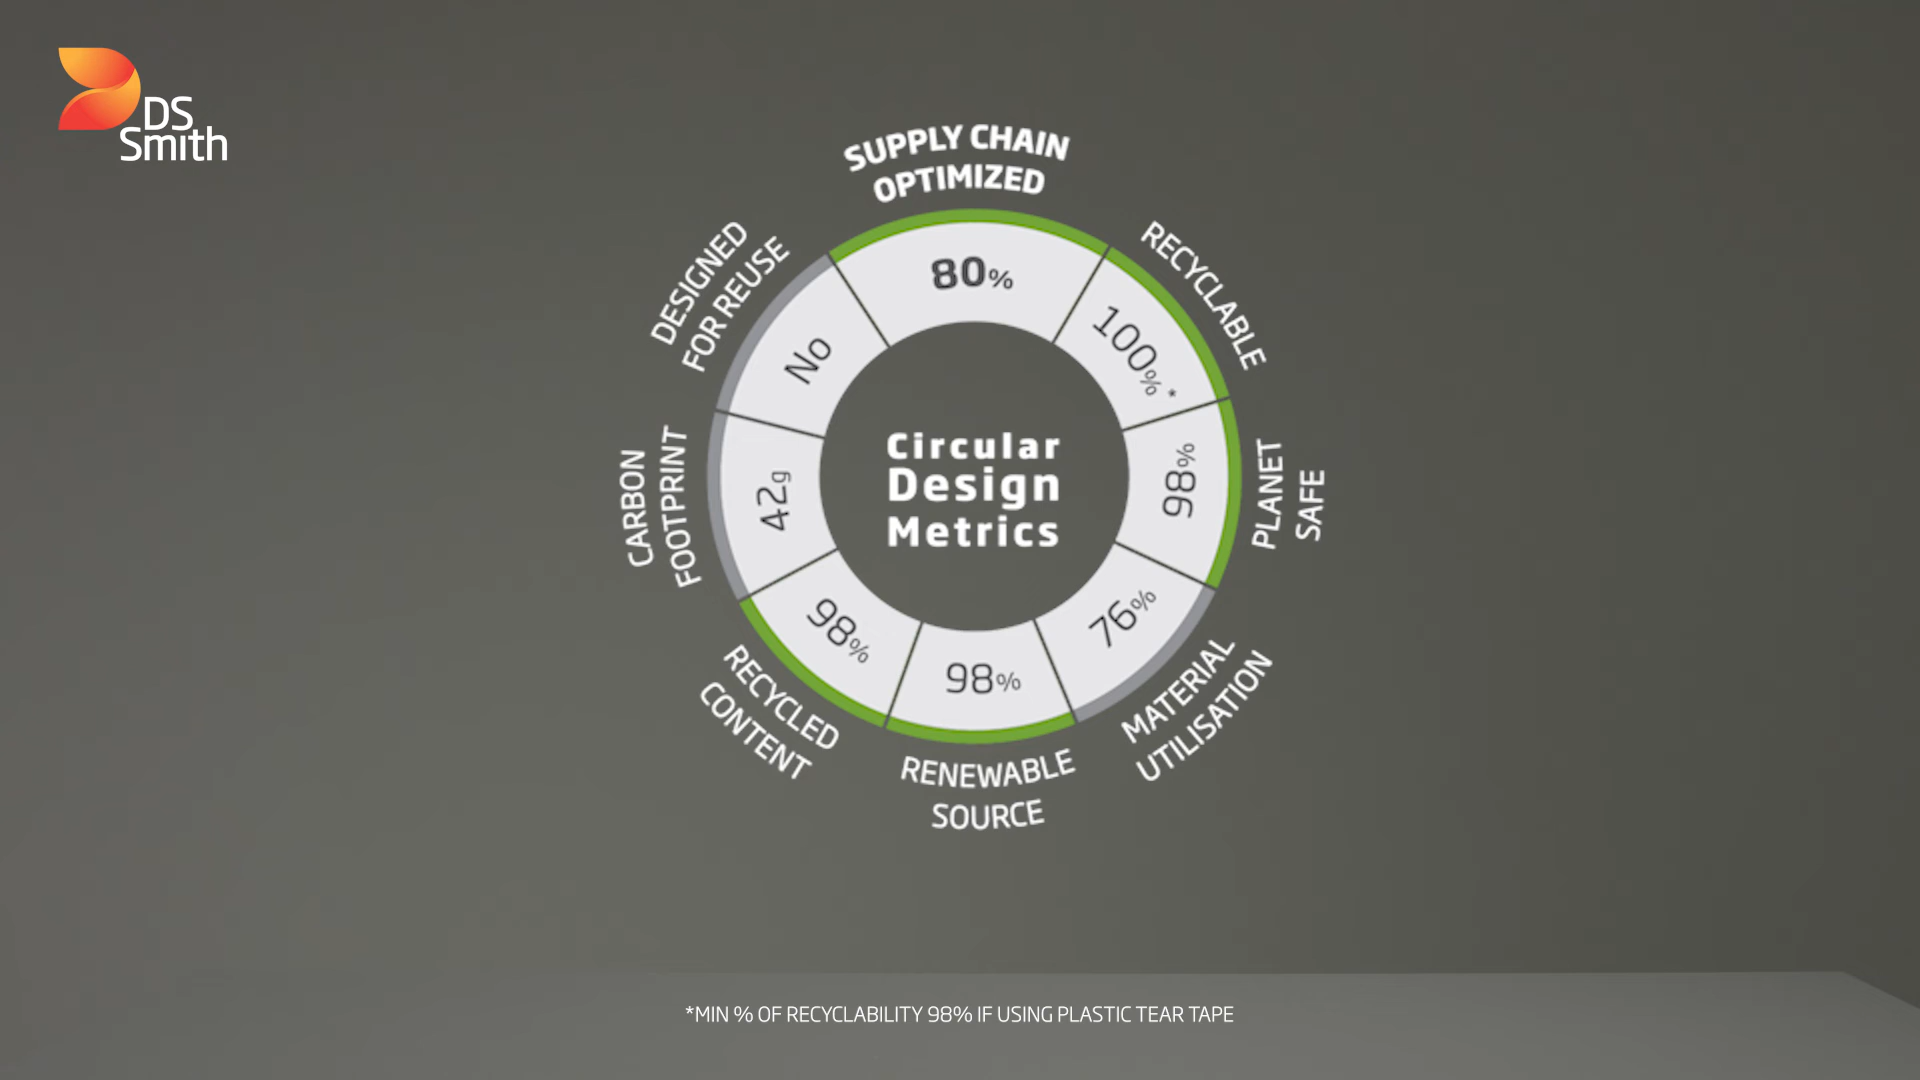 DS
Smith
SUPPLY CHAIN
OPTIMIZED
80%
RECYCLABLE
100%*
PLANET
SAFE
98%
MATERIAL
UTILISATION
76%
RENEWABLE
SOURCE
98%
RECYCLED
CONTENT
98%
CARBON
FOOTPRINT
42g
DESIGNED
FOR REUSE
No
Circular
Design
Metrics
*MIN % OF RECYCLABILITY 98% IF USING PLASTIC TEAR TAPE